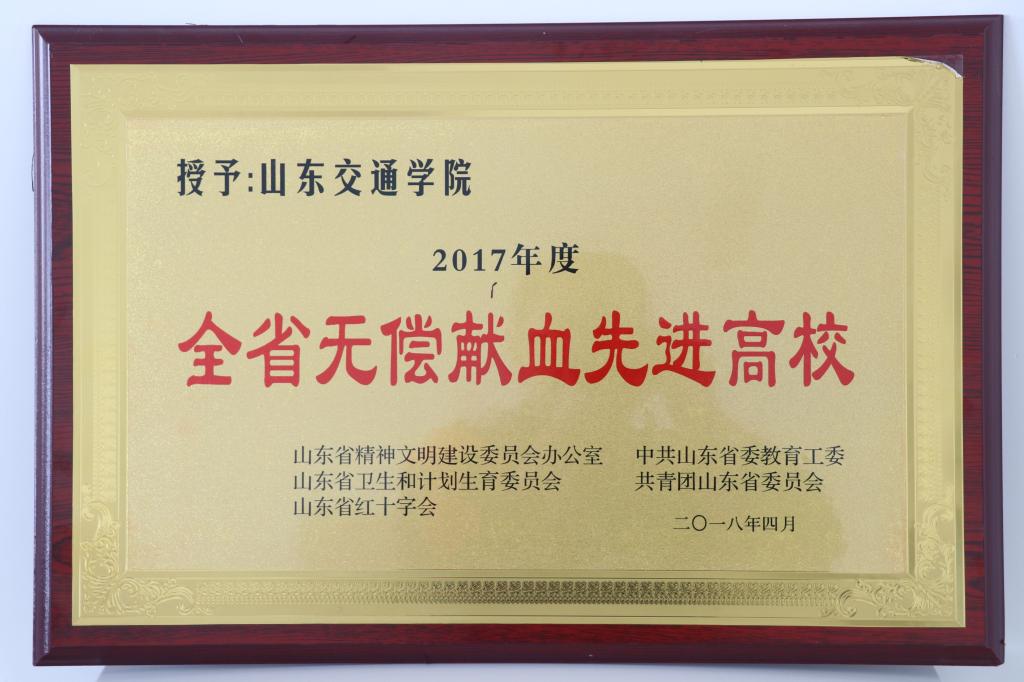 授予:山东交通学院
2017年度
全省无偿献血先进高校
山东省精神文明建设委员会办公室 中共山东省委教育工委
山东省卫生和计划生育委员会 共青团山东省委员会
山东省红十字会
二〇一八年四月